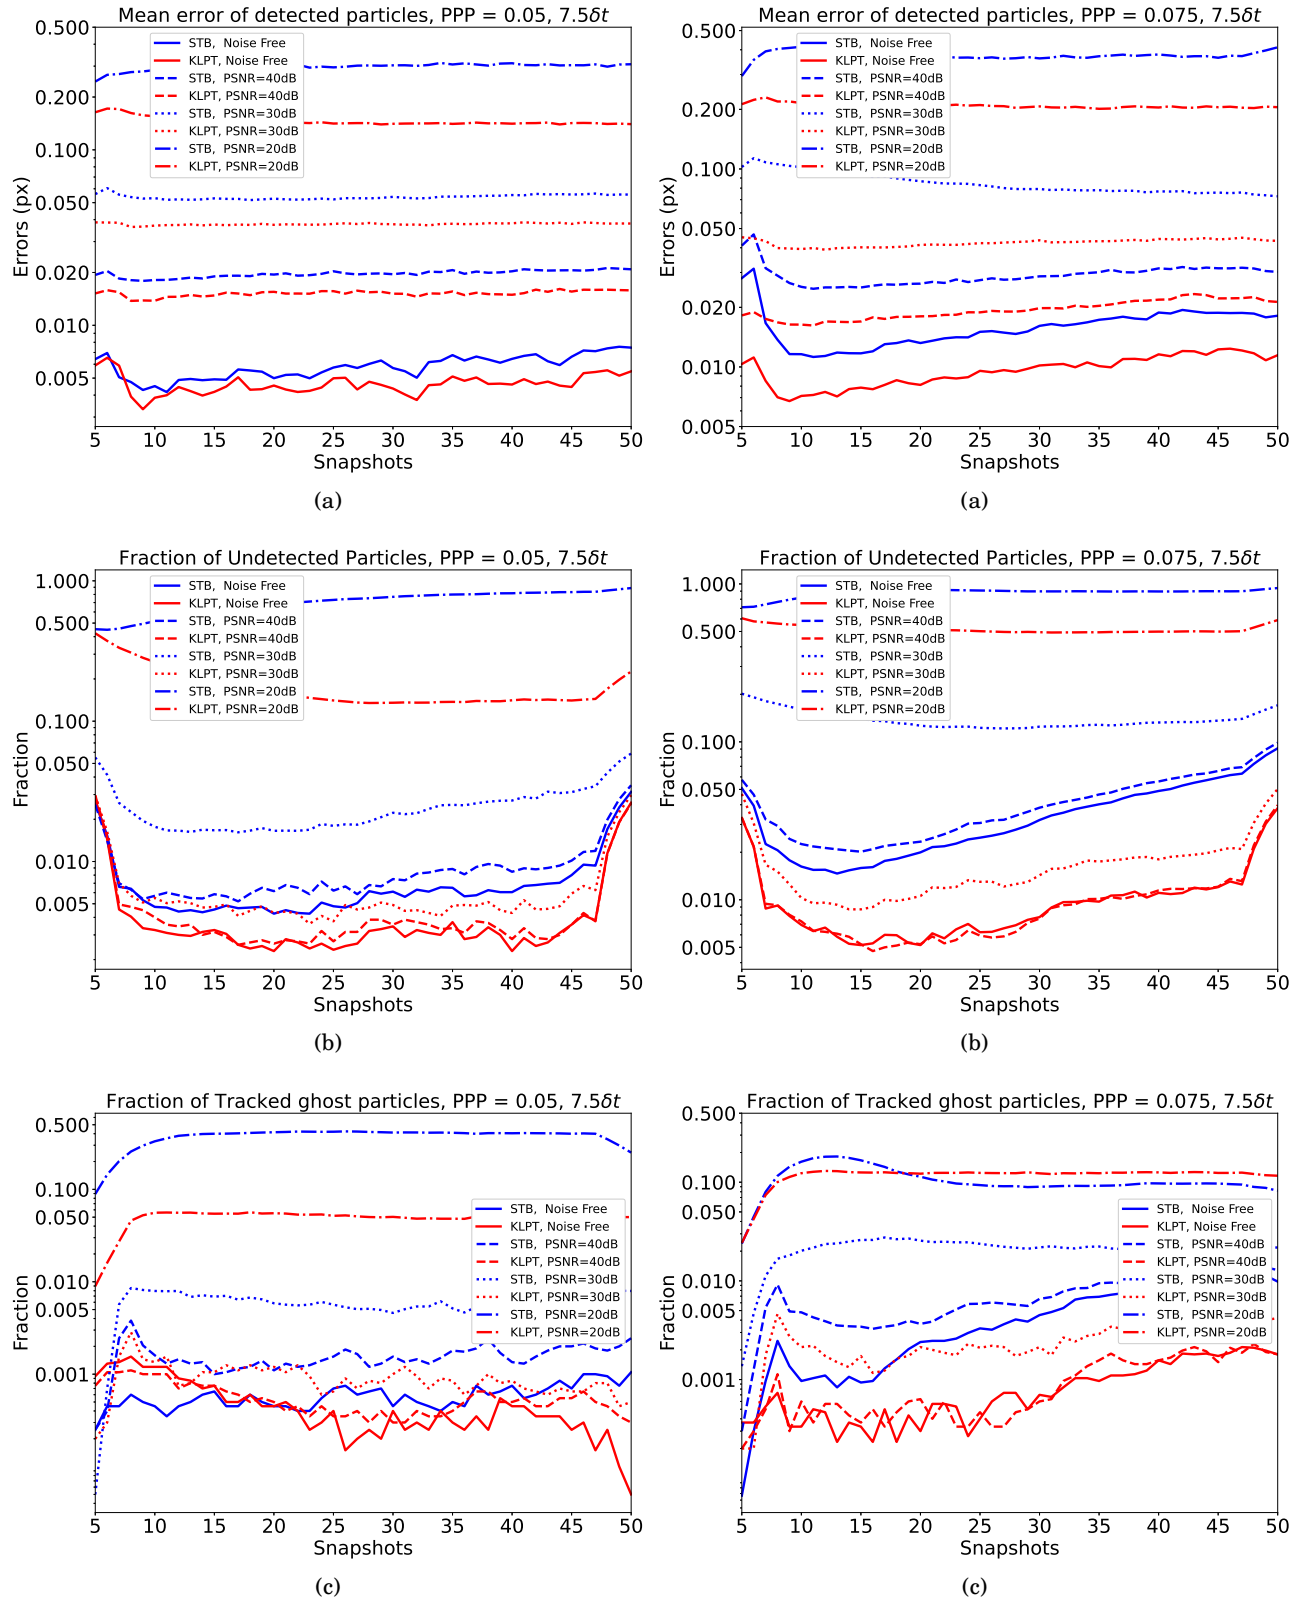 Mean error of detected particles, PPP = 0.05, 7.5δt
Errors (px)
0.500
0.200
0.100
0.050
0.020
0.010
0.005
STB, Noise Free
KLPT, Noise Free
STB, PSNR=40dB
KLPT, PSNR=40dB
STB, PSNR=30dB
KLPT, PSNR=30dB
STB, PSNR=20dB
KLPT, PSNR=20dB
5 10 15 20 25 30 35 40 45 50
Snapshots
(a)
Mean error of detected particles, PPP = 0.075, 7.5δt
Errors (px)
0.500
0.200
0.100
0.050
0.020
0.010
0.005
STB, Noise Free
KLPT, Noise Free
STB, PSNR=40dB
KLPT, PSNR=40dB
STB, PSNR=30dB
KLPT, PSNR=30dB
STB, PSNR=20dB
KLPT, PSNR=20dB
5 10 15 20 25 30 35 40 45 50
Snapshots
(a)
Fraction of Undetected Particles, PPP = 0.05, 7.5δt
Fraction
1.000
0.500
0.100
0.050
0.010
0.005
STB, Noise Free
KLPT, Noise Free
STB, PSNR=40dB
KLPT, PSNR=40dB
STB, PSNR=30dB
KLPT, PSNR=30dB
STB, PSNR=20dB
KLPT, PSNR=20dB
5 10 15 20 25 30 35 40 45 50
Snapshots
(b)
Fraction of Undetected Particles, PPP = 0.075, 7.5δt
Fraction
1.000
0.500
0.100
0.050
0.010
0.005
STB, Noise Free
KLPT, Noise Free
STB, PSNR=40dB
KLPT, PSNR=40dB
STB, PSNR=30dB
KLPT, PSNR=30dB
STB, PSNR=20dB
KLPT, PSNR=20dB
5 10 15 20 25 30 35 40 45 50
Snapshots
(b)
Fraction of Tracked ghost particles, PPP = 0.05, 7.5δt
Fraction
0.500
0.100
0.050
0.010
0.005
0.001
STB, Noise Free
KLPT, Noise Free
STB, PSNR=40dB
KLPT, PSNR=40dB
STB, PSNR=30dB
KLPT, PSNR=30dB
STB, PSNR=20dB
KLPT, PSNR=20dB
5 10 15 20 25 30 35 40 45 50
Snapshots
(c)
Fraction of Tracked ghost particles, PPP = 0.075, 7.5δt
Fraction
0.500
0.100
0.050
0.010
0.005
0.001
STB, Noise Free
KLPT, Noise Free
STB, PSNR=40dB
KLPT, PSNR=40dB
STB, PSNR=30dB
KLPT, PSNR=30dB
STB, PSNR=20dB
KLPT, PSNR=20dB
5 10 15 20 25 30 35 40 45 50
Snapshots
(c)